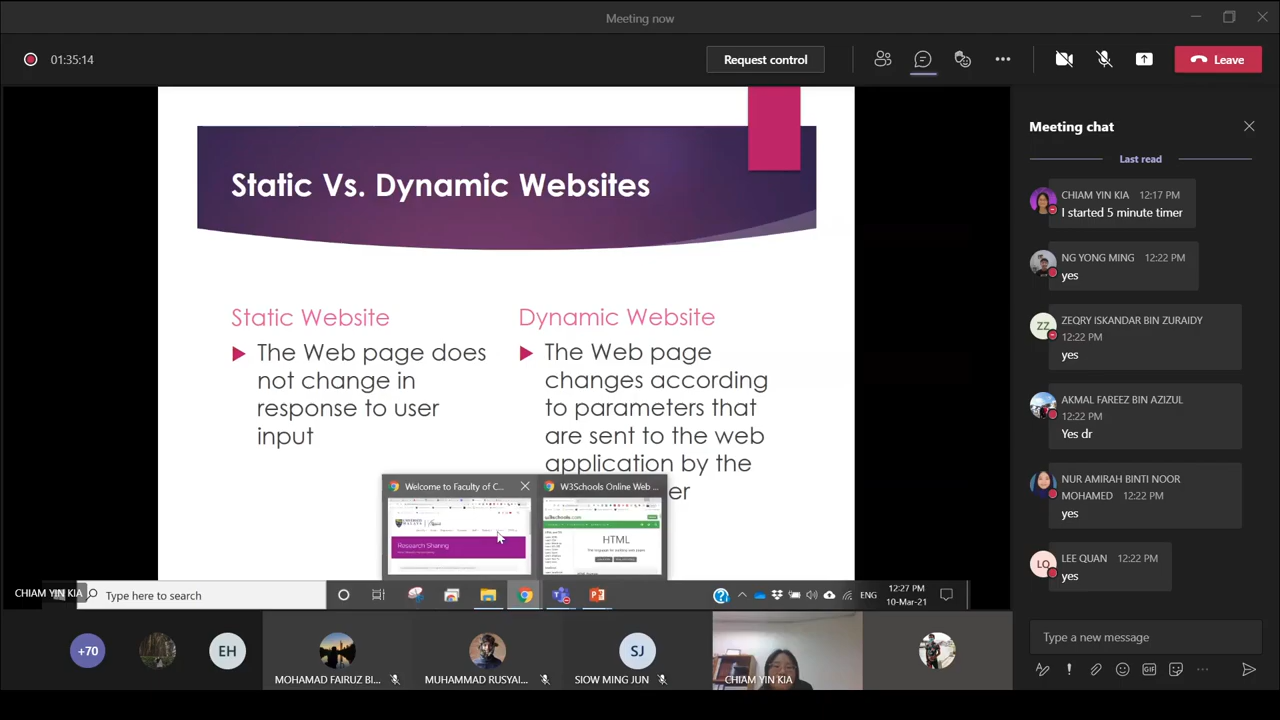 Meeting now
01:35:14
Request control
Leave
Static Vs. Dynamic Websites
Static Website
The Web page does
not change in
response to user
input
Dynamic Website
The Web page
changes according
to parameters that
are sent to the web
application by the
er
Welcome to Faculty of C...
W3Schools Online Web ...
Research Sharing
HTML
CHIAM YIN KIA
Type here to search
ENG
12:27 PM
10-Mar-21
+70
EH
MOHAMAD FAIRUZ BI...
MUHAMMAD RUSYAI...
SJ
SIOW MING JUN
CHIAM YIN KIA
Meeting chat
Last read
CHIAM YIN KIA 12:17 PM
I started 5 minute timer
NG YONG MING 12:22 PM
yes
ZZ
ZEQRY ISKANDAR BIN ZURAIDY
12:22 PM
yes
AKMAL FAREEZ BIN AZIZUL
12:22 PM
Yes dr
NUR AMIRAH BINTI NOOR
MOHAMED 12:22 PM
yes
LQ
LEE QUAN 12:22 PM
yes
Type a new message
GIF